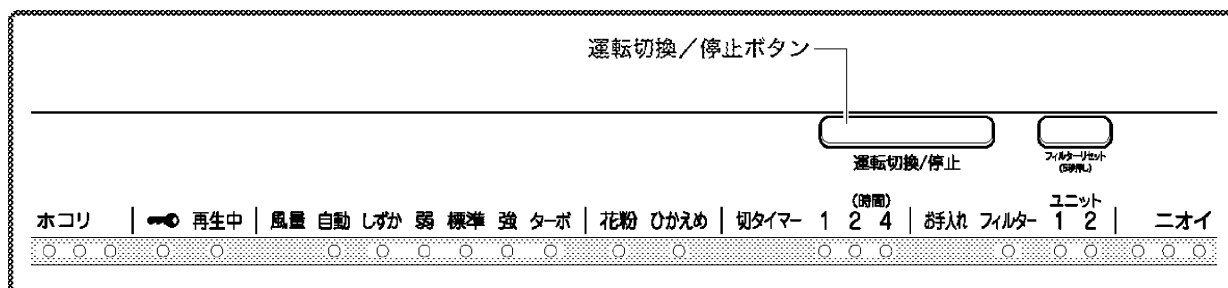 運転切換／停止ボタン
運転切換/停止
フィルターリセット
(5秒押し)
(時間)
ユニット
ホコリ 再生中 風量 自動 しずか 弱 標準 強 ターボ 花粉 ひかえめ 切タイマー 1 2 4 お手入れ フィルター 1 2 ニオイ